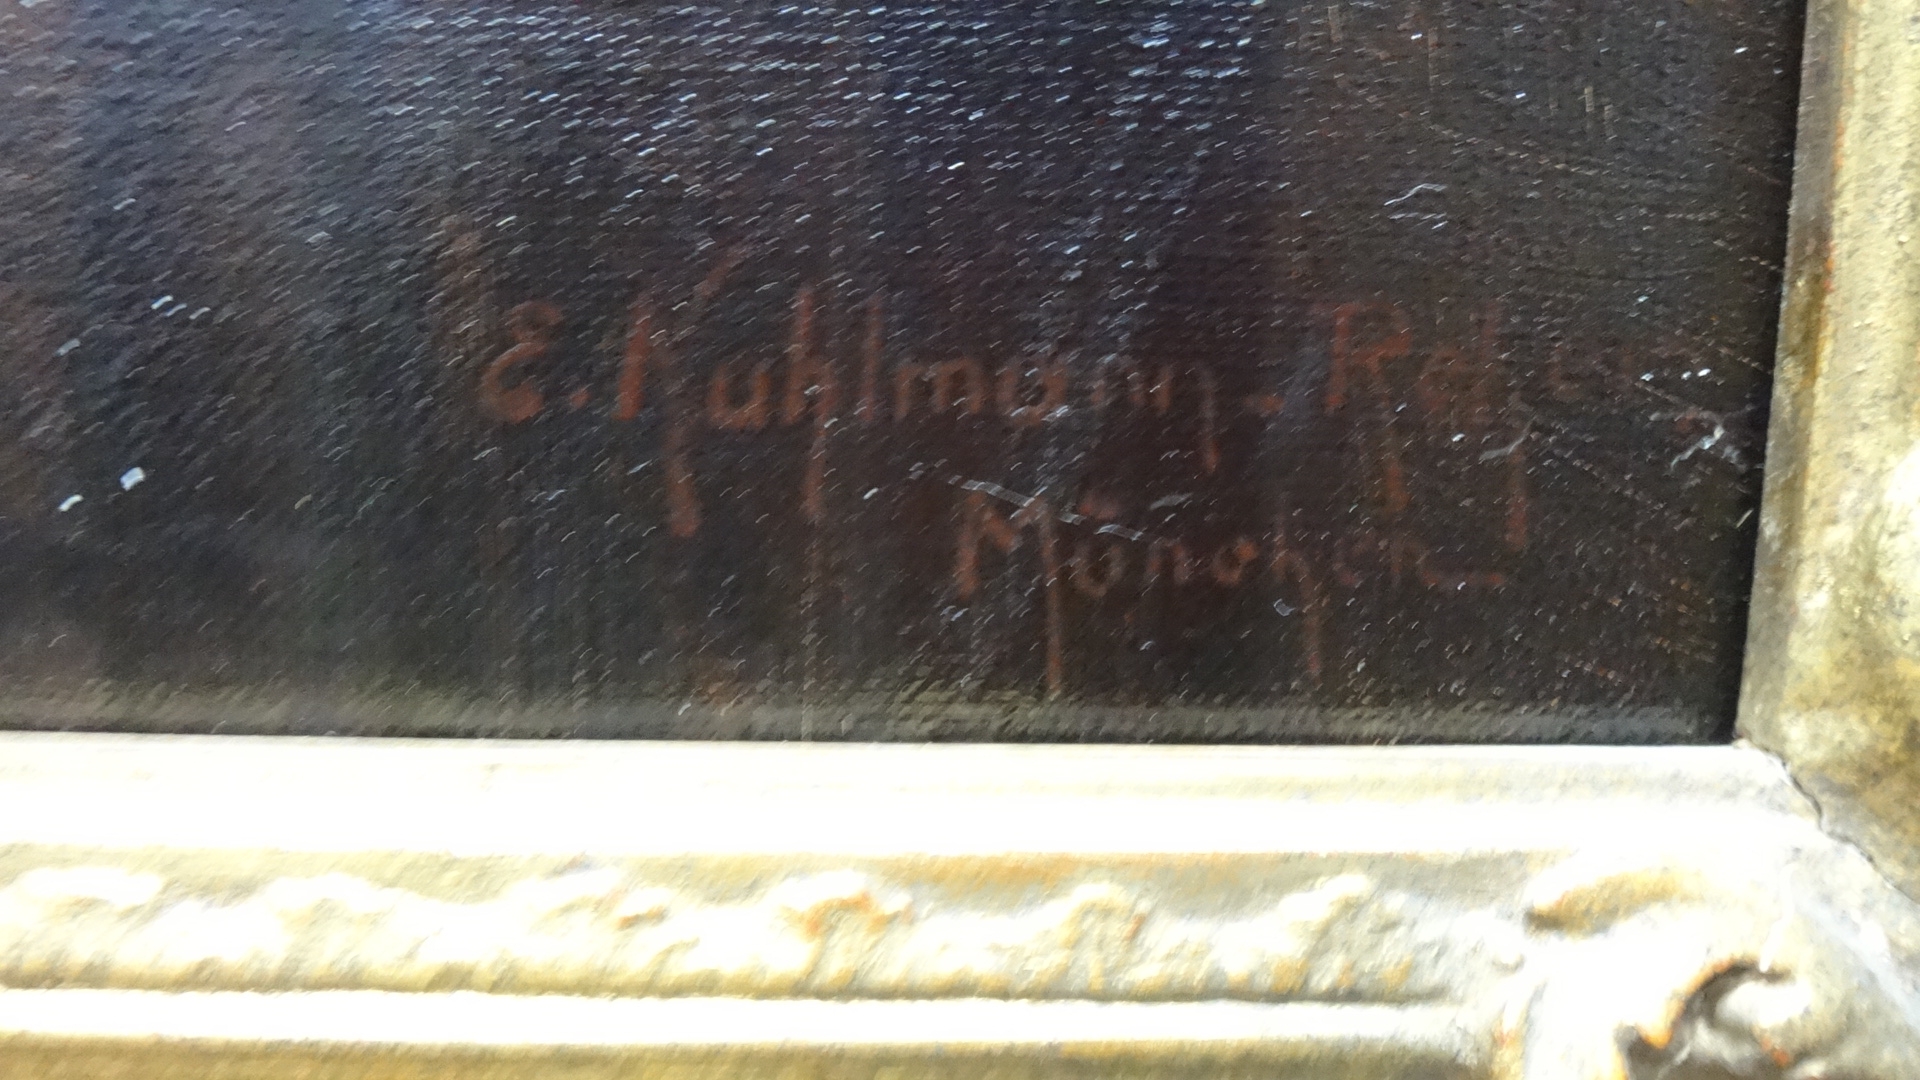 E. Kuhlmann-
München